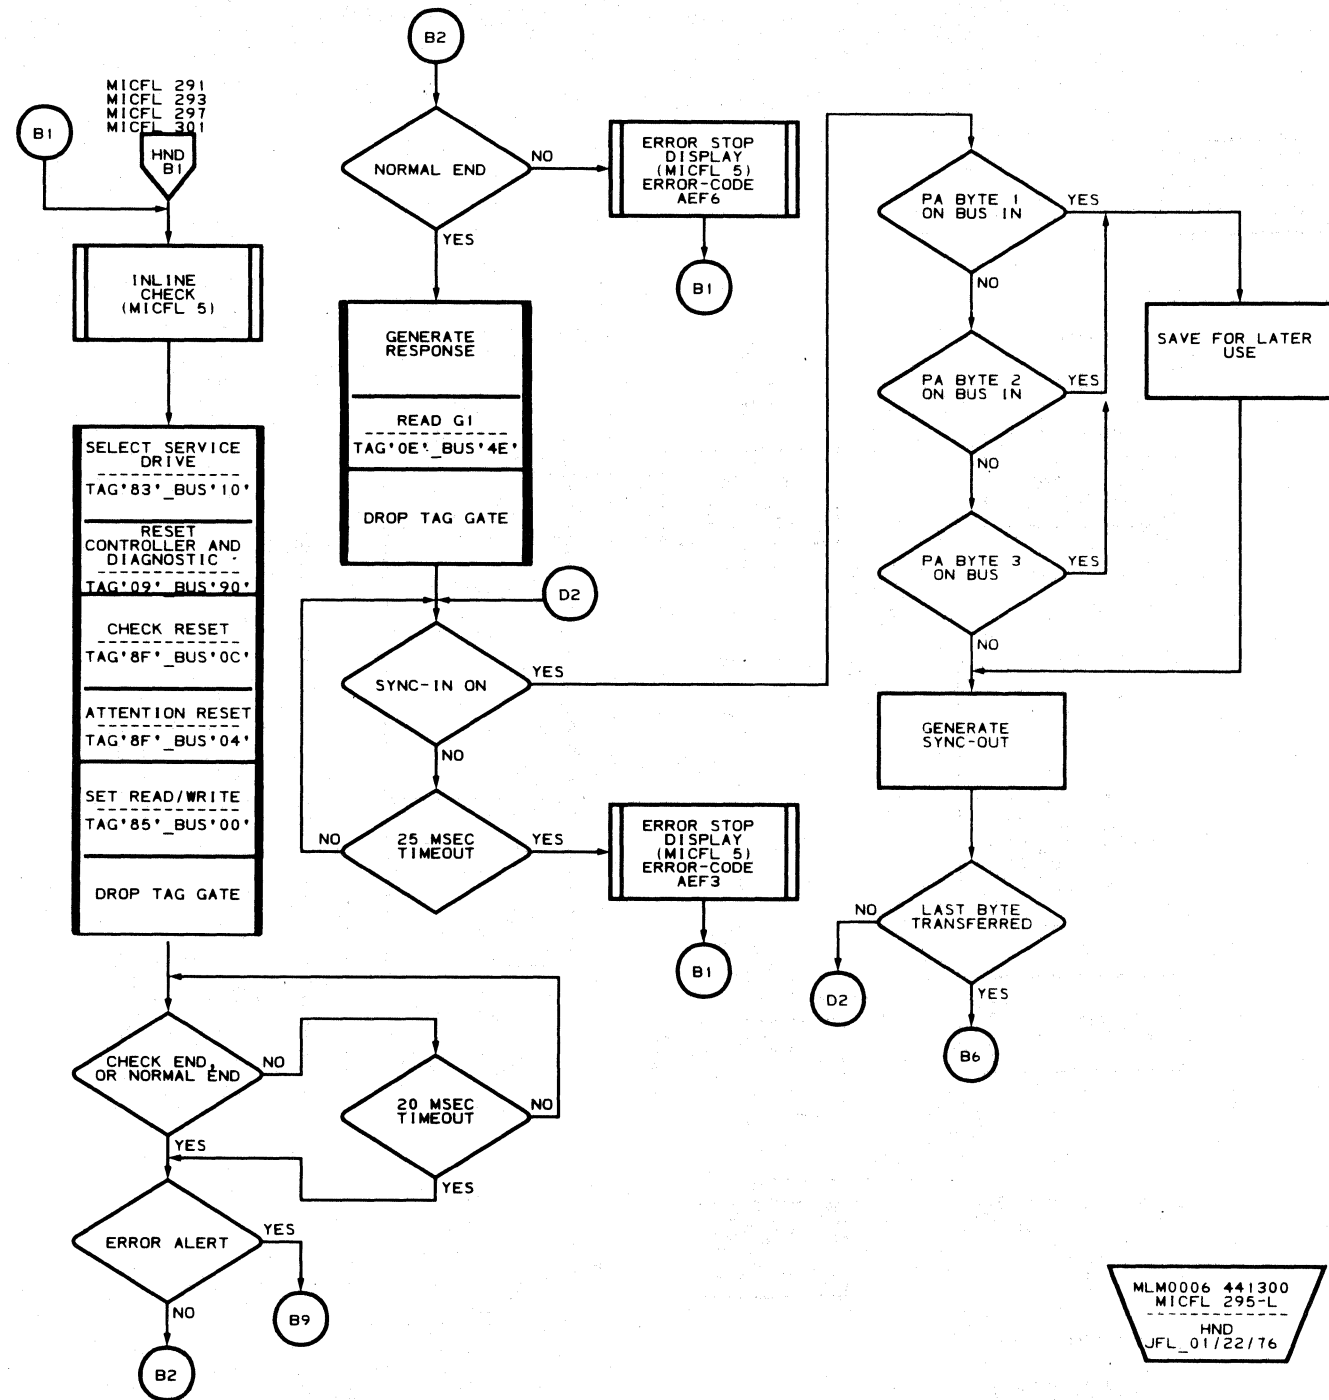 MICFL 291
MICFL 293
MICFL 297
MICFL 301
B1
HND
B1
INLINE
CHECK
(MICFL 5)
SELECT SERVICE
DRIVE
TAG'83'_BUS'10'
RESET
CONTROLLER AND
DIAGNOSTIC
TAG'09'_BUS'90'
CHECK RESET
TAG'8F'_BUS'0C'
ATTENTION RESET
TAG'8F'_BUS'04'
SET READ/WRITE
TAG'85'_BUS'00'
DROP TAG GATE
CHECK END,
OR NORMAL END
NO
YES
20 MSEC
TIMEOUT
NO
YES
ERROR ALERT
YES
NO
B9
B2
B2
NORMAL END
NO
YES
ERROR STOP
DISPLAY
(MICFL 5)
ERROR-CODE
AEF6
B1
GENERATE
RESPONSE
READ G1
TAG'0E'_BUS'4E'
DROP TAG GATE
D2
SYNC-IN ON
YES
NO
25 MSEC
TIMEOUT
NO
YES
ERROR STOP
DISPLAY
(MICFL 5)
ERROR-CODE
AEF3
B1
PA BYTE 1
ON BUS IN
YES
NO
SAVE FOR LATER
USE
PA BYTE 2
ON BUS IN
YES
NO
PA BYTE 3
ON BUS
YES
NO
GENERATE
SYNC-OUT
LAST BYTE
TRANSFERRED
NO
YES
D2
B6
MLM0006 441300
MICFL 295-L
HND
JFL_01/22/76